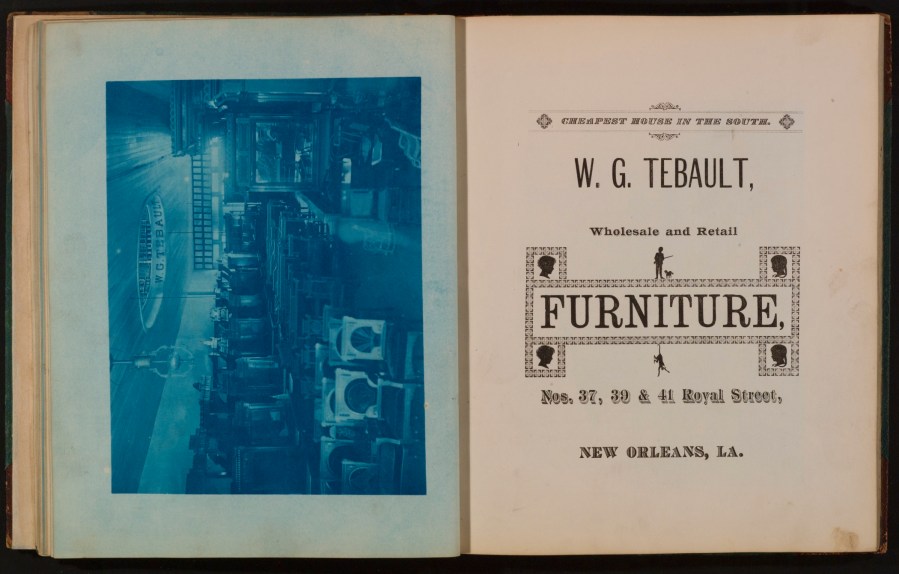 W. G. TEBAULT
CHEAPEST HOUSE IN THE SOUTH.
W. G. TEBAULT,
Wholesale and Retail
FURNITURE,
Nos. 37, 39 & 41 Royal Street,
NEW ORLEANS, LA.